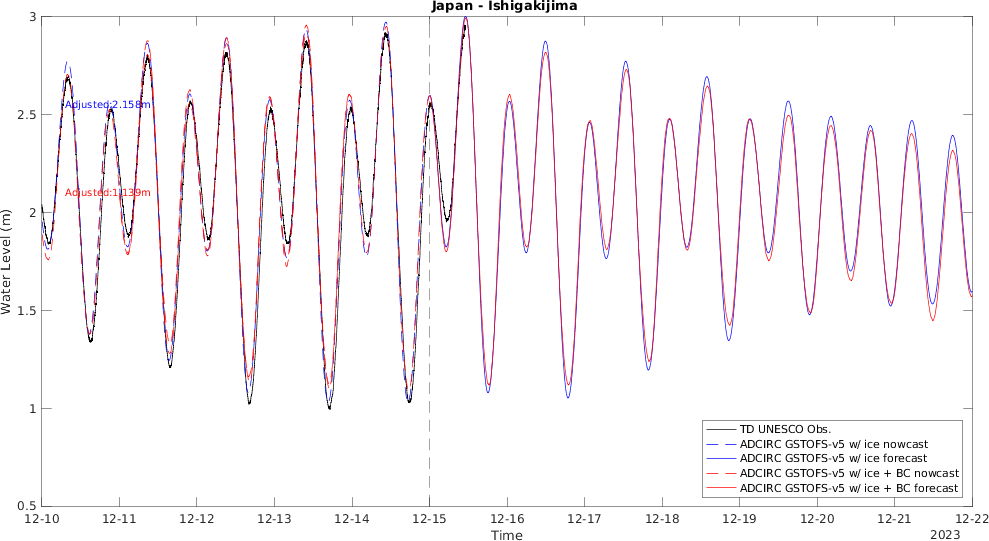 Japan - Ishigakijima
3
2.5
2
1.5
1
0.5
Water Level (m)
Adjusted:2.158m
Adjusted:1.139m
TD UNESCO Obs.
ADCIRC GSTOFS-v5 w/ ice nowcast
ADCIRC GSTOFS-v5 w/ ice forecast
ADCIRC GSTOFS-v5 w/ ice + BC nowcast
ADCIRC GSTOFS-v5 w/ ice + BC forecast
12-10 12-11 12-12 12-13 12-14 12-15 12-16 12-17 12-18 12-19 12-20 12-21 12-22
Time
2023